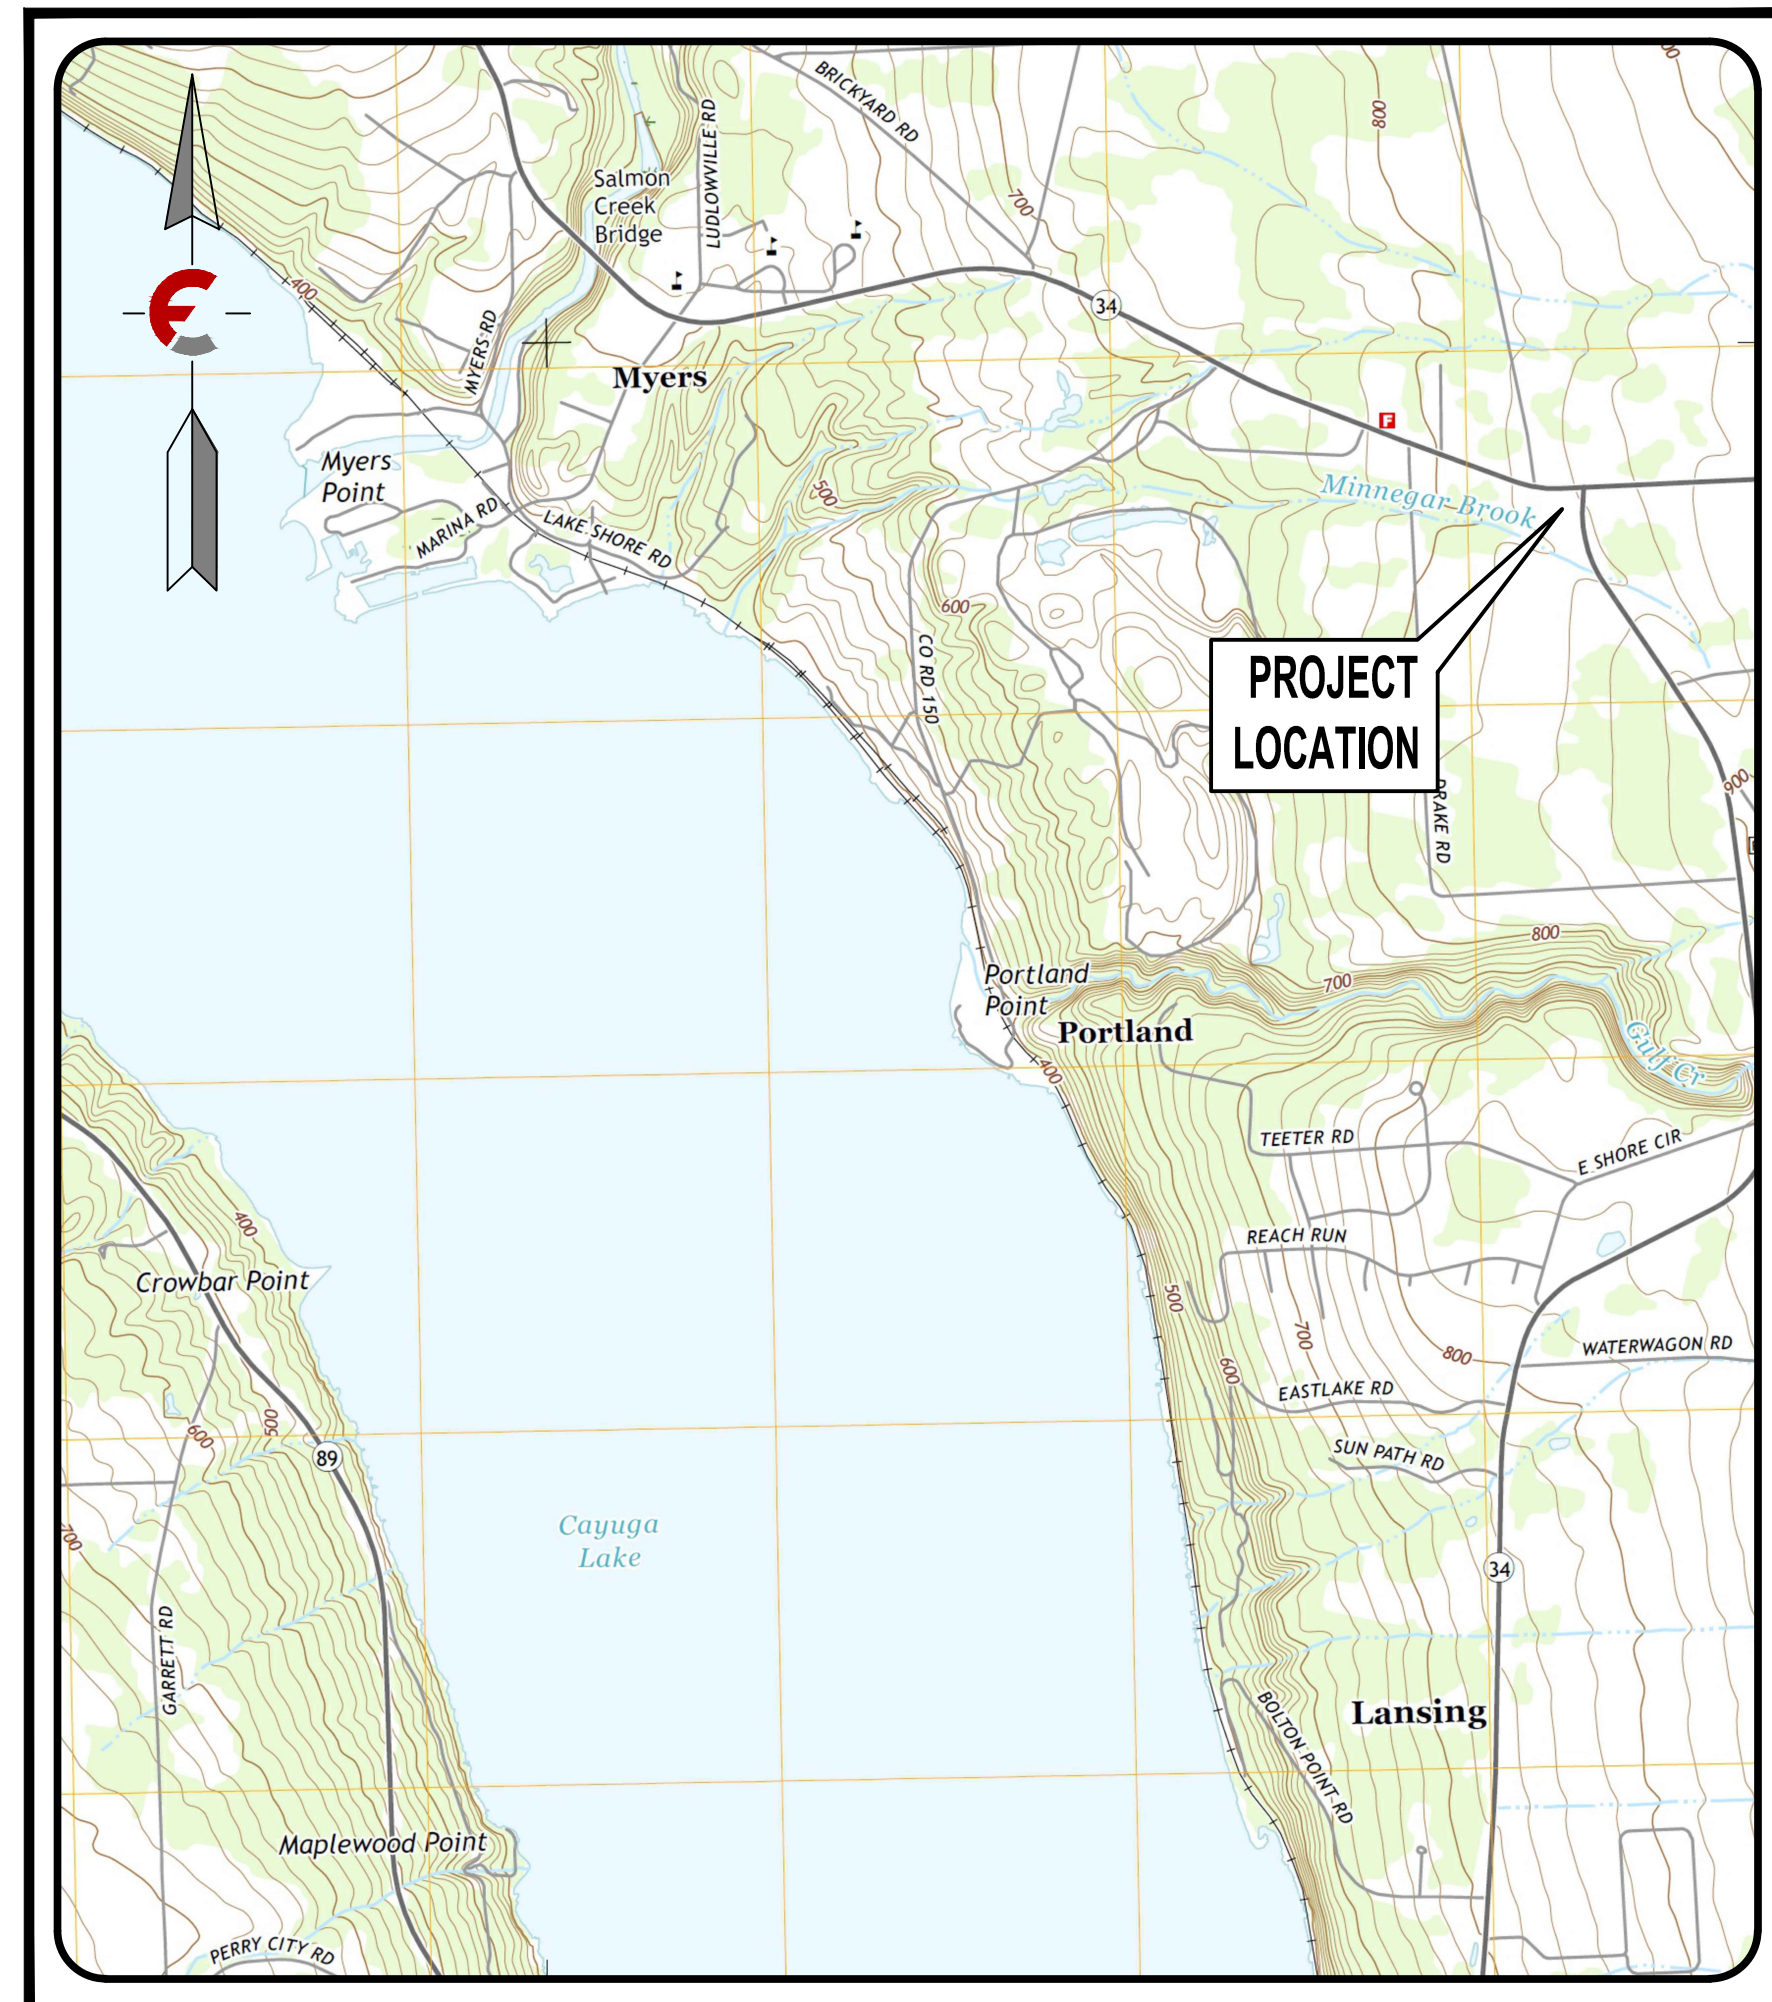 BRICKYARD RD
LUDLOWVILLE RD
800
Salmon
Creek
Bridge
700
400
34
MYERS RD
Myers
F
Myers
Point
500
Minnegar Brook
MARINA RD
LAKE SHORE RD
600
CO RD 150
PROJECT
LOCATION
900
DRAKE RD
800
Portland
Point
700
Portland
Gulf Cr
400
TEETER RD
E SHORE CIR
400
REACH RUN
Crowbar Point
500
700
800
WATERWAGON RD
600
EASTLAKE RD
600
500
89
SUN PATH RD
700
Cayuga
Lake
34
GARRETT RD
BOLTON POINT RD
Lansing
Maplewood Point
PERRY CITY RD